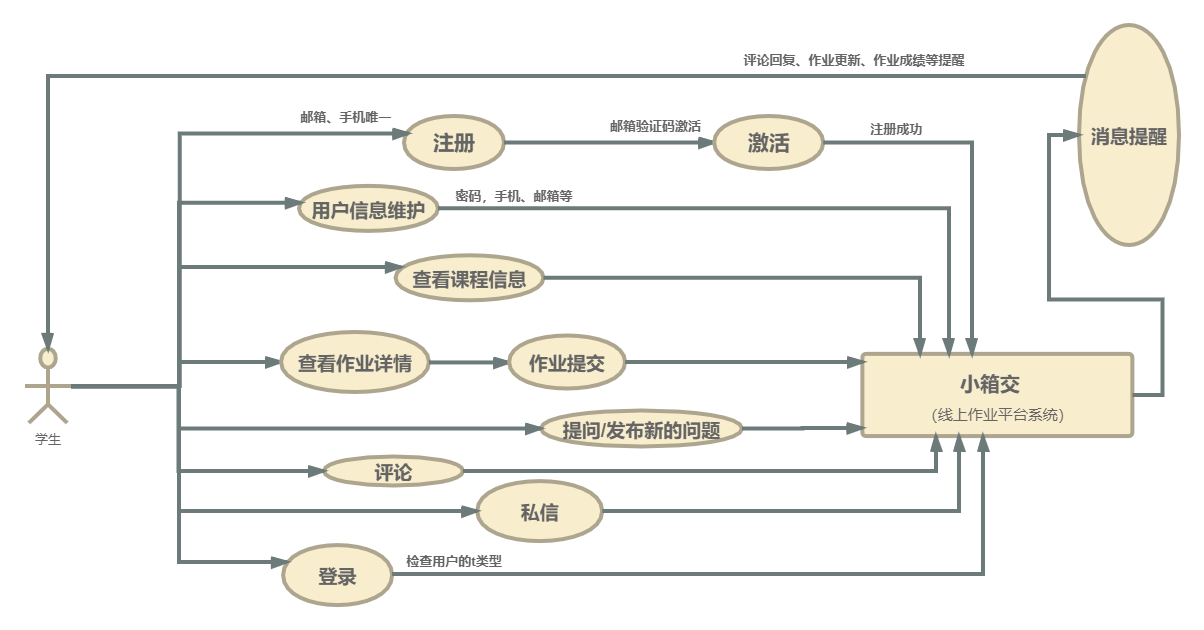 评论回复、作业更新、作业成绩等提醒
邮箱、手机唯一
注册
邮箱验证码激活
激活
注册成功
消息提醒
用户信息维护
密码，手机、邮箱等
查看课程信息
查看作业详情
作业提交
小箱交
(线上作业平台系统)
学生
提问/发布新的问题
评论
私信
登录
检查用户的t类型